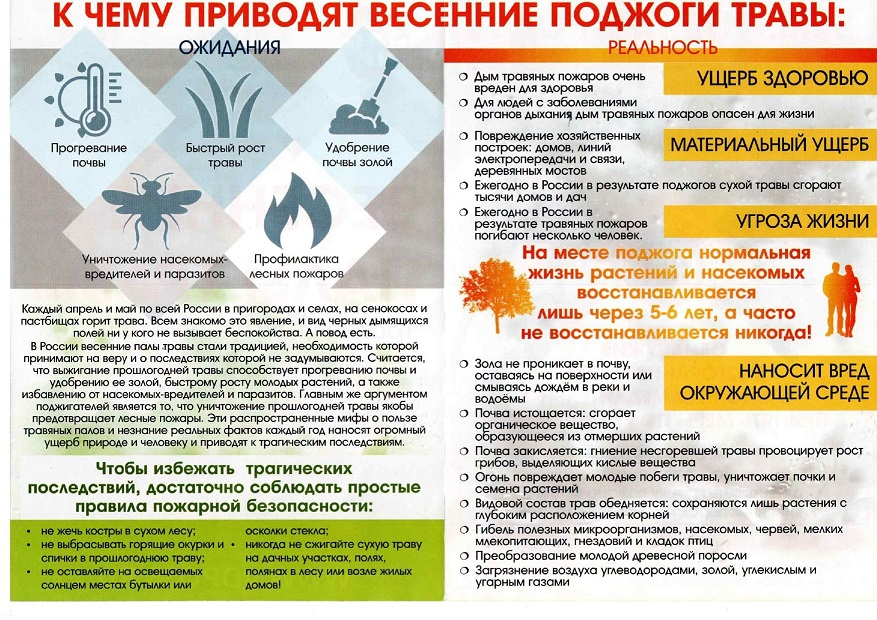 К ЧЕМУ ПРИВОДЯТ ВЕСЕННИЕ ПОДЖОГИ ТРАВЫ:
ОЖИДАНИЯ
Прогревание
почвы
Быстрый рост
травы
Удобрение
почвы золой
Уничтожение насекомых-
вредителей и паразитов
Профилактика
лесных пожаров
Каждый апрель и май по всей России в пригородах и селах, на сенокосах и
пастбищах горит трава. Всем знакомо это явление, и вид черных дымящихся
полей ни у кого не вызывает беспокойства. А повод есть.
В России весенние палы травы стали традицией, необходимость которой
принимают на веру и о последствиях которой не задумываются. Считается,
что выжигание прошлогодней травы способствует прогреванию почвы и
удобрению ее золой, быстрому росту молодых растений, а также
избавлению от насекомых-вредителей и паразитов. Главным же аргументом
поджигателей является то, что уничтожение прошлогодней травы якобы
предотвращает лесные пожары. Эти распространенные мифы о пользе
травяных палов и незнание реальных фактов каждый год наносят огромный
ущерб природе и человеку и приводят к трагическим последствиям.
Чтобы избежать трагических
последствий, достаточно соблюдать простые
правила пожарной безопасности:
• не жечь костры в сухом лесу;
• не выбрасывать горящие окурки и
спички в прошлогоднюю траву;
• не оставляйте на освещаемых
солнцем местах бутылки или
осколки стекла;
• никогда не сжигайте сухую траву
на дачных участках, полях,
полянах в лесу или возле жилых
домов!
РЕАЛЬНОСТЬ
Дым травяных пожаров очень
вреден для здоровья
Для людей с заболеваниями
органов дыхания дым травяных пожаров опасен для жизни
УЩЕРБ ЗДОРОВЬЮ
Повреждение хозяйственных
построек: домов, линий
электропередачи и связи,
деревянных мостов
МАТЕРИАЛЬНЫЙ УЩЕРБ
Ежегодно в России в результате поджогов сухой травы сгорают
тысячи домов и дач
Ежегодно в России в
результате травяных пожаров
погибают несколько человек.
УГРОЗА ЖИЗНИ
На месте поджога нормальная
жизнь растений и насекомых
восстанавливается
лишь через 5-6 лет, а часто
не восстанавливается никогда!
Зола не проникает в почву,
оставаясь на поверхности или
смываясь дождём в реки и
водоёмы
НАНОСИТ ВРЕД
ОКРУЖАЮЩЕЙ СРЕДЕ
Почва истощается: сгорает
органическое вещество,
образующееся из отмерших растений
Почва закисляется: гниение несгоревшей травы провоцирует рост
грибов, выделяющих кислые вещества
Огонь повреждает молодые побеги травы, уничтожает почки и
семена растений
Видовой состав трав обедняется: сохраняются лишь растения с
глубоким расположением корней
Гибель полезных микроорганизмов, насекомых, червей, мелких
млекопитающих, гнездовий и кладок птиц
Преобразование молодой древесной поросли
Загрязнение воздуха углеводородами, золой, углекислым и
угарным газами